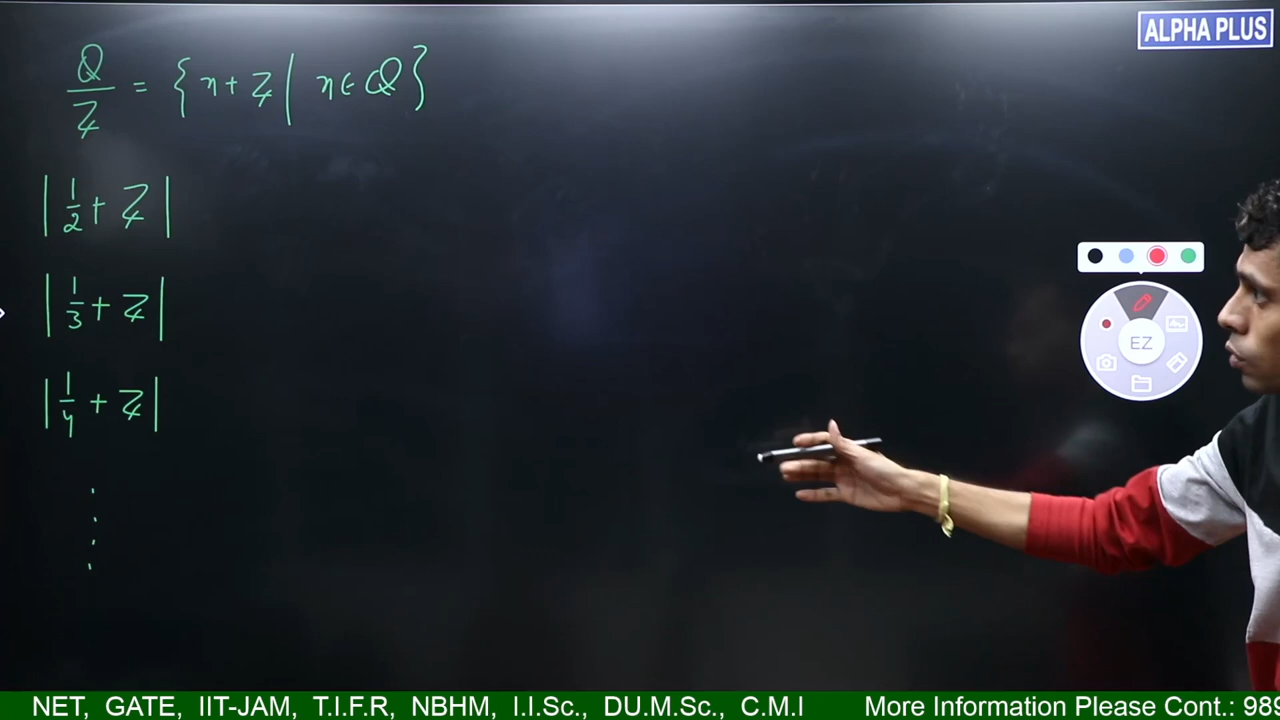 ALPHA PLUS
Q/Z = { x + Z | x ∈ Q }
| 1/2 + Z |
| 1/3 + Z |
| 1/4 + Z |
EZ
NET, GATE, IIT-JAM, T.I.F.R, NBHM, I.I.Sc., DU.M.Sc., C.M.I More Information Please Cont.: 989